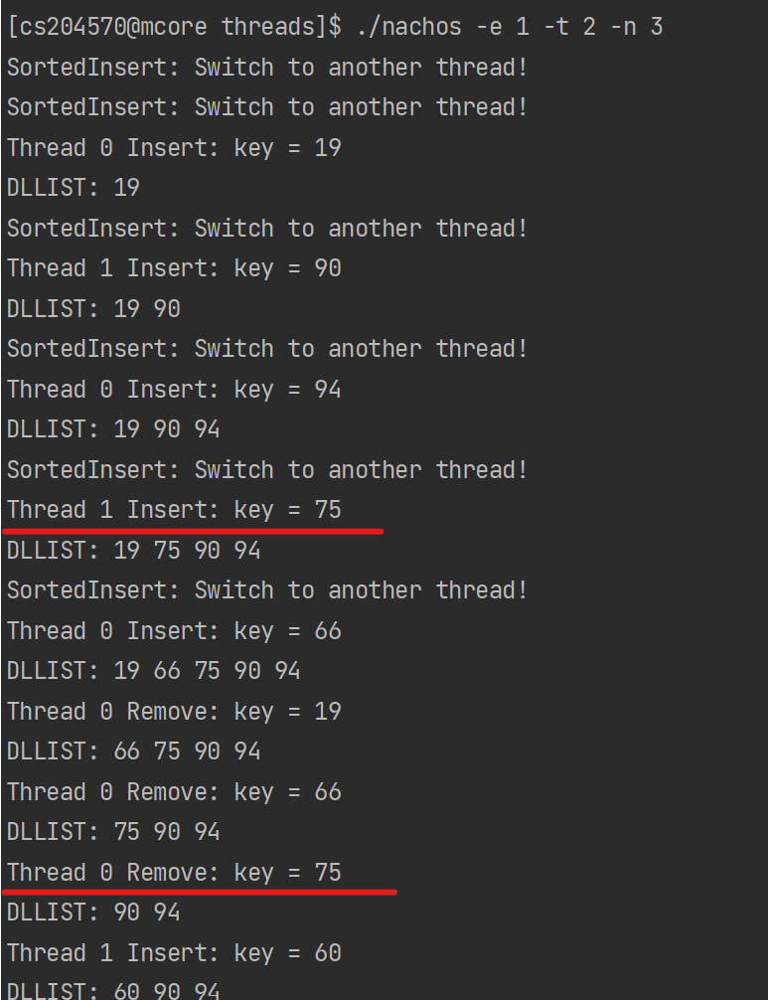 [cs204570@mcore threads]$ ./nachos -e 1 -t 2 -n 3
SortedInsert: Switch to another thread!
SortedInsert: Switch to another thread!
Thread 0 Insert: key = 19
DLLIST: 19
SortedInsert: Switch to another thread!
Thread 1 Insert: key = 90
DLLIST: 19 90
SortedInsert: Switch to another thread!
Thread 0 Insert: key = 94
DLLIST: 19 90 94
SortedInsert: Switch to another thread!
Thread 1 Insert: key = 75
DLLIST: 19 75 90 94
SortedInsert: Switch to another thread!
Thread 0 Insert: key = 66
DLLIST: 19 66 75 90 94
Thread 0 Remove: key = 19
DLLIST: 66 75 90 94
Thread 0 Remove: key = 66
DLLIST: 75 90 94
Thread 0 Remove: key = 75
DLLIST: 90 94
Thread 1 Insert: key = 60
DLLIST: 60 90 94